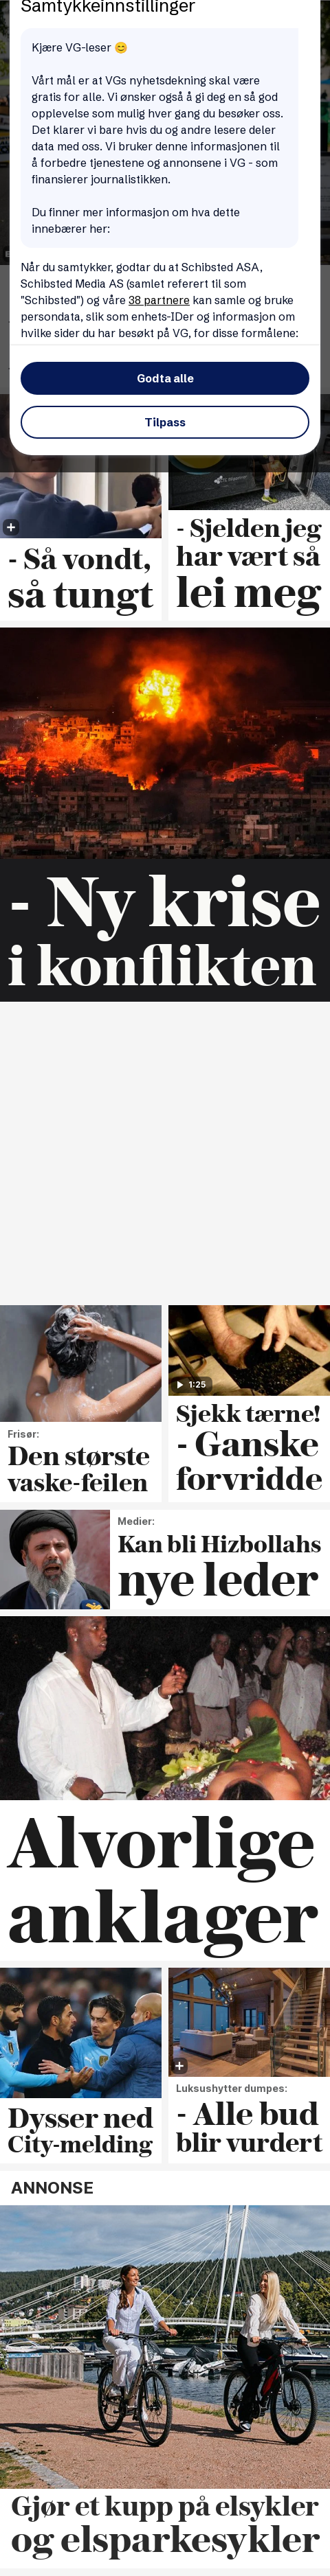 Samtykkeinnstillinger
Kjære VG-leser 😊
Vårt mål er at VGs nyhetsdekning skal være
gratis for alle. Vi ønsker også å gi deg en så god
opplevelse som mulig hver gang du besøker oss.
Det klarer vi bare hvis du og andre lesere deler
data med oss. Vi bruker denne informasjonen til
å forbedre tjenestene og annonsene i VG - som
finansierer journalistikken.
Du finner mer informasjon om hva dette
innebærer her:
Når du samtykker, godtar du at Schibsted ASA,
Schibsted Media AS (samlet referert til som
"Schibsted") og våre 38 partnere kan samle og bruke
persondata, slik som enhets-IDer og informasjon om
hvilke sider du har besøkt på VG, for disse formålene:
Godta alle
Tilpass
- Så vondt,
så tungt
- Sjelden jeg
har vært så
lei meg
- Ny krise
i konflikten
Frisør:
Den største
vaske-feilen
1:25
Sjekk tærne!
- Ganske
forvridde
Medier:
Kan bli Hizbollahs
nye leder
Alvorlige
anklager
Dysser ned
City-melding
Luksushytter dumpes:
- Alle bud
blir vurdert
ANNONSE
Gjør et kupp på elsykler
og elsparkesykler